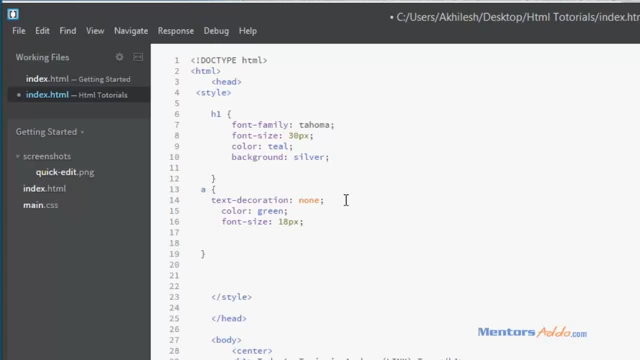 • C:/Users/Akhilesh/Desktop/Html Tutorials/index.htm
File Edit Find View Navigate Debug Help
Working Files
index.html — Getting Started
• index.html — Html Tutorials
Getting Started
screenshots
quick-edit.png
index.html
main.css
1 <!DOCTYPE html>
2 <html>
3 <head>
4 <style>
5
6 h1 {
7 font-family: tahoma;
8 font-size: 30px;
9 color: teal;
10 background: silver;
11
12 }
13 a {
14 text-decoration: none;
15 color: green;
16 font-size: 18px;
17
18
19 }
20
21
22
23 </style>
24
25 </head>
26
27 <body>
28 <center>
MentorsAdda.com